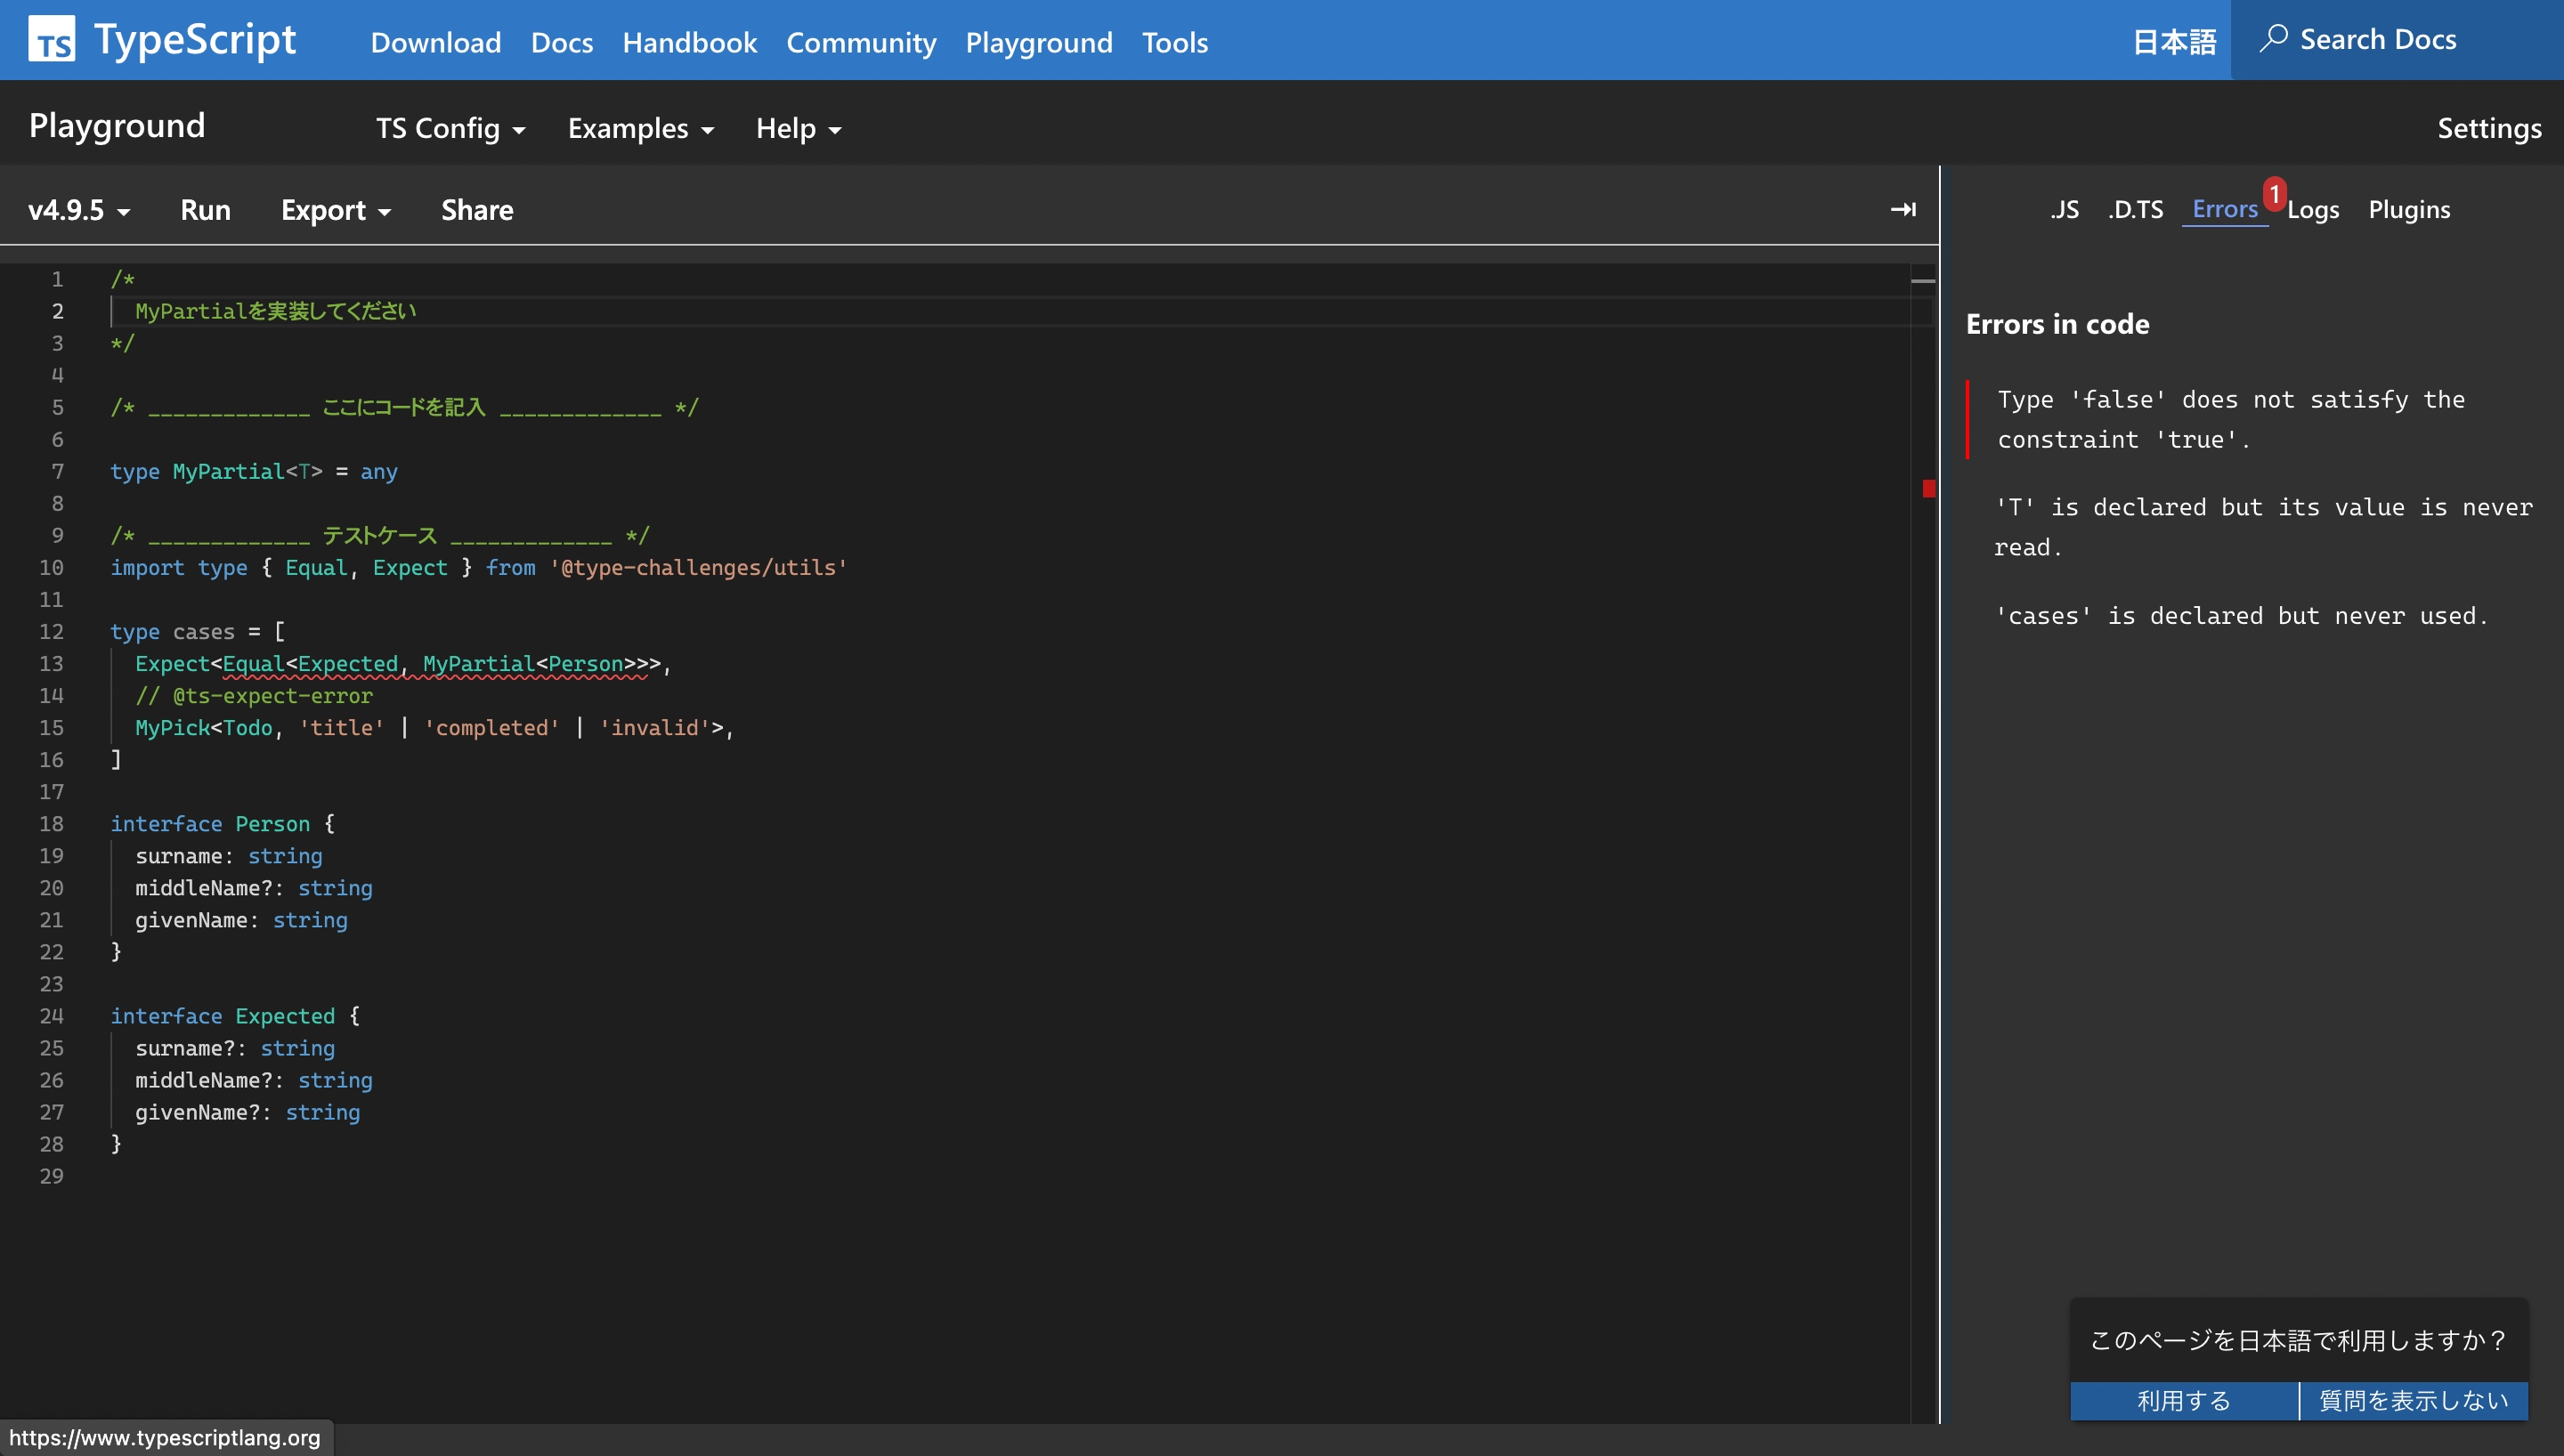 TS TypeScript Download Docs Handbook Community Playground Tools 日本語 Search Docs
Playground TS Config Examples Help Settings
v4.9.5 Run Export Share .JS .D.TS Errors 1 Logs Plugins
1 /*
2 MyPartialを実装してください
3 */
4
5 /* _____________ ここにコードを記入 _____________ */
6
7 type MyPartial<T> = any
8
9 /* _____________ テストケース _____________ */
10 import type { Equal, Expect } from '@type-challenges/utils'
11
12 type cases = [
13 Expect<Equal<Expected, MyPartial<Person>>>,
14 // @ts-expect-error
15 MyPick<Todo, 'title' | 'completed' | 'invalid'>,
16 ]
17
18 interface Person {
19 surname: string
20 middleName?: string
21 givenName: string
22 }
23
24 interface Expected {
25 surname?: string
26 middleName?: string
27 givenName?: string
28 }
29
Errors in code
Type 'false' does not satisfy the
constraint 'true'.
'T' is declared but its value is never
read.
'cases' is declared but never used.
このページを日本語で利用しますか？
利用する 質問を表示しない
https://www.typescriptlang.org